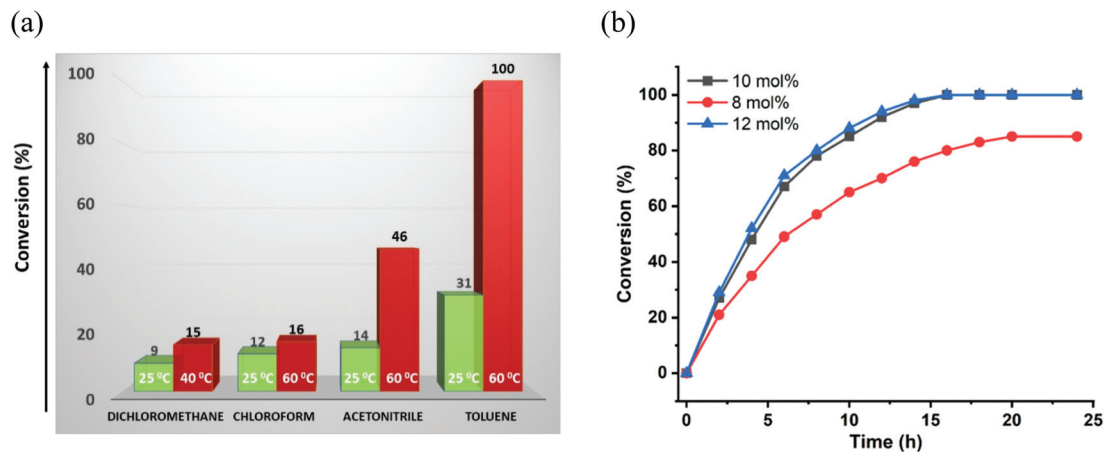 (a)
Conversion (%)
100
80
60
40
20
0
9
15
12
16
14
46
31
100
25 ⁰C
40 ⁰C
25 ⁰C
60 ⁰C
25 ⁰C
60 ⁰C
25 ⁰C
60 ⁰C
DICHLOROMETHANE
CHLOROFORM
ACETONITRILE
TOLUENE
(b)
10 mol%
8 mol%
12 mol%
Conversion (%)
100
80
60
40
20
0
0
5
10
15
20
25
Time (h)